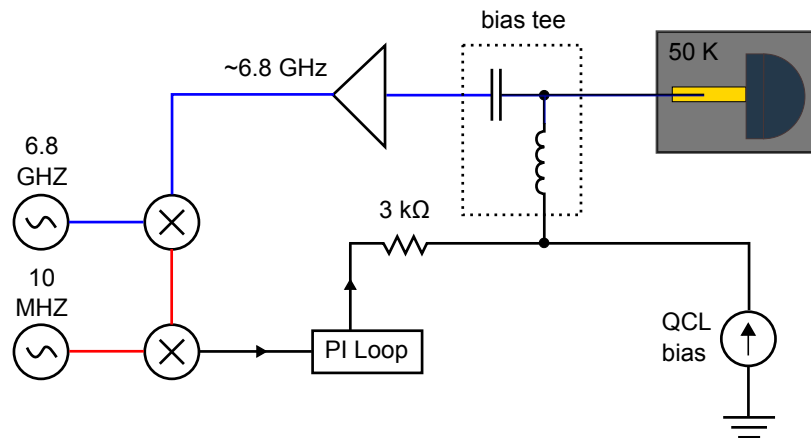 bias tee
50 K
~6.8 GHz
6.8
GHZ
3 kΩ
10
MHZ
PI Loop
QCL
bias